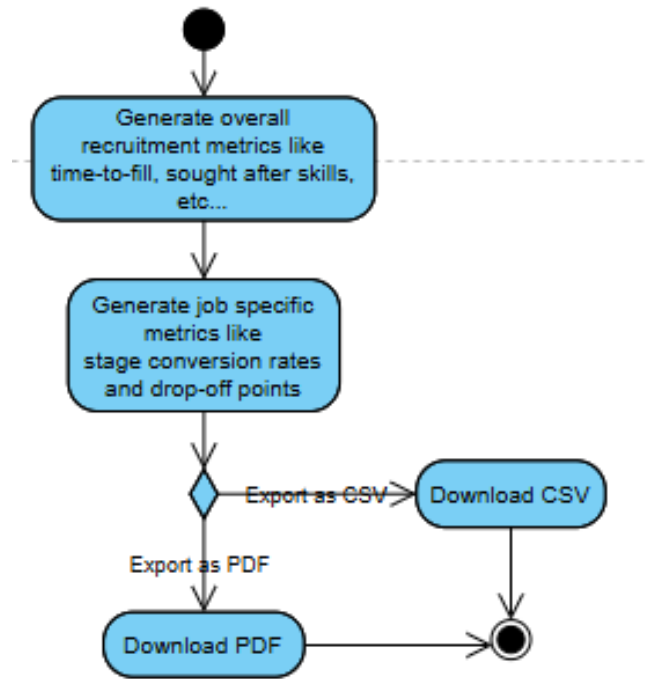 Generate overall
recruitment metrics like
time-to-fill, sought after skills,
etc...
Generate job specific
metrics like
stage conversion rates
and drop-off points
Export as CSV
Download CSV
Export as PDF
Download PDF